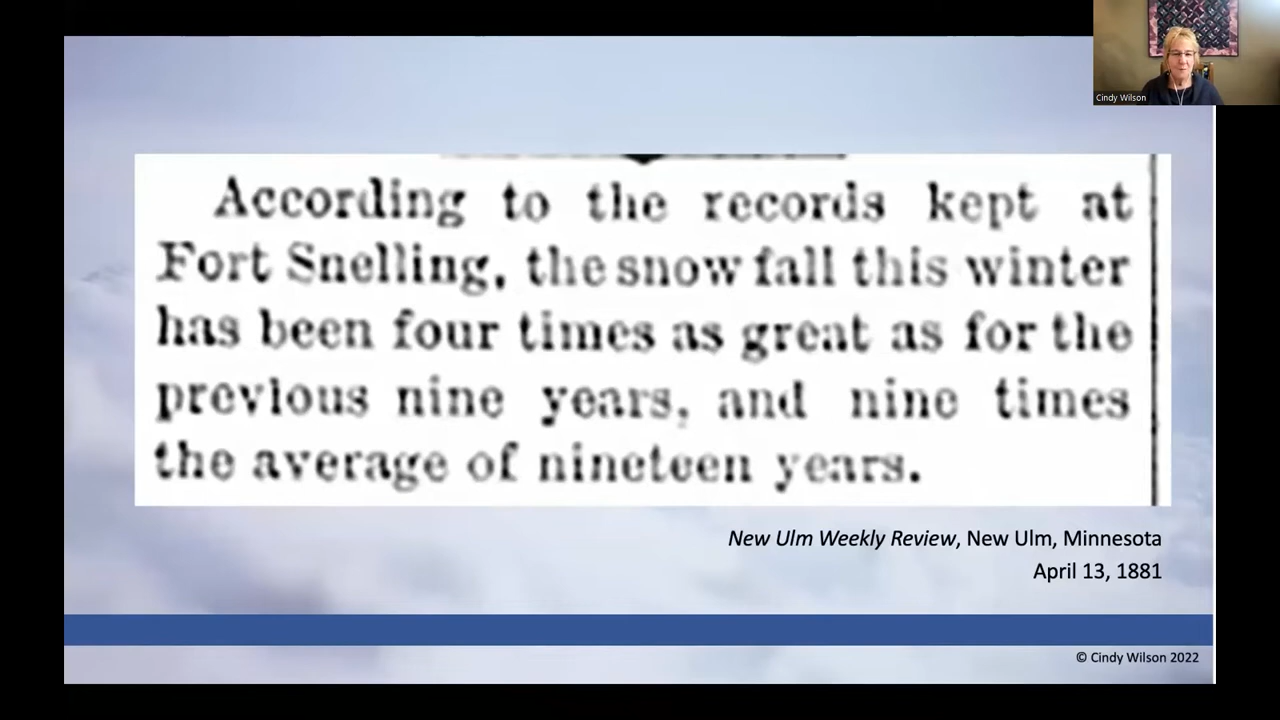 Cindy Wilson
According to the records kept at
Fort Snelling, the snow fall this winter
has been four times as great as for the
previous nine years, and nine times
the average of nineteen years.
New Ulm Weekly Review, New Ulm, Minnesota
April 13, 1881
© Cindy Wilson 2022